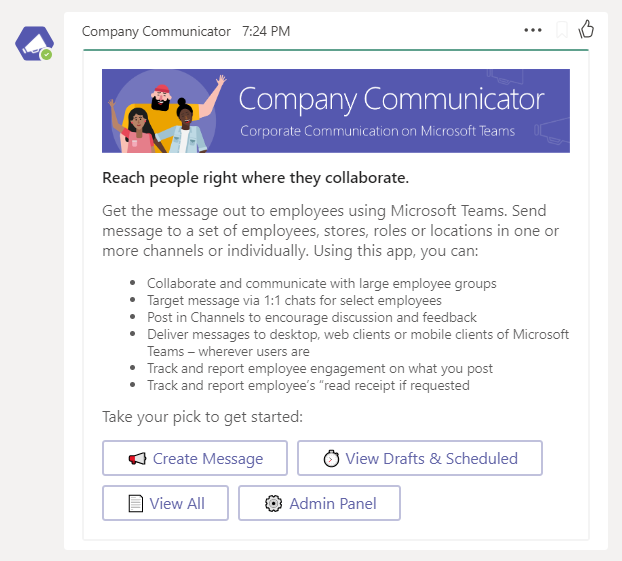 Company Communicator 7:24 PM
Company Communicator
Corporate Communication on Microsoft Teams
Reach people right where they collaborate.
Get the message out to employees using Microsoft Teams. Send
message to a set of employees, stores, roles or locations in one or
more channels or individually. Using this app, you can:
• Collaborate and communicate with large employee groups
• Target message via 1:1 chats for select employees
• Post in Channels to encourage discussion and feedback
• Deliver messages to desktop, web clients or mobile clients of Microsoft
Teams – wherever users are
• Track and report employee engagement on what you post
• Track and report employee’s “read receipt if requested
Take your pick to get started:
Create Message View Drafts & Scheduled
View All Admin Panel